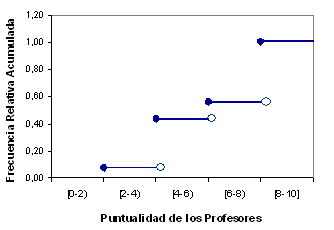 Frecuencia Relativa Acumulada
1,20
1,00
0,80
0,60
0,40
0,20
0,00
[0-2) [2-4) [4-6) [6-8) [8-10]
Puntualidad de los Profesores